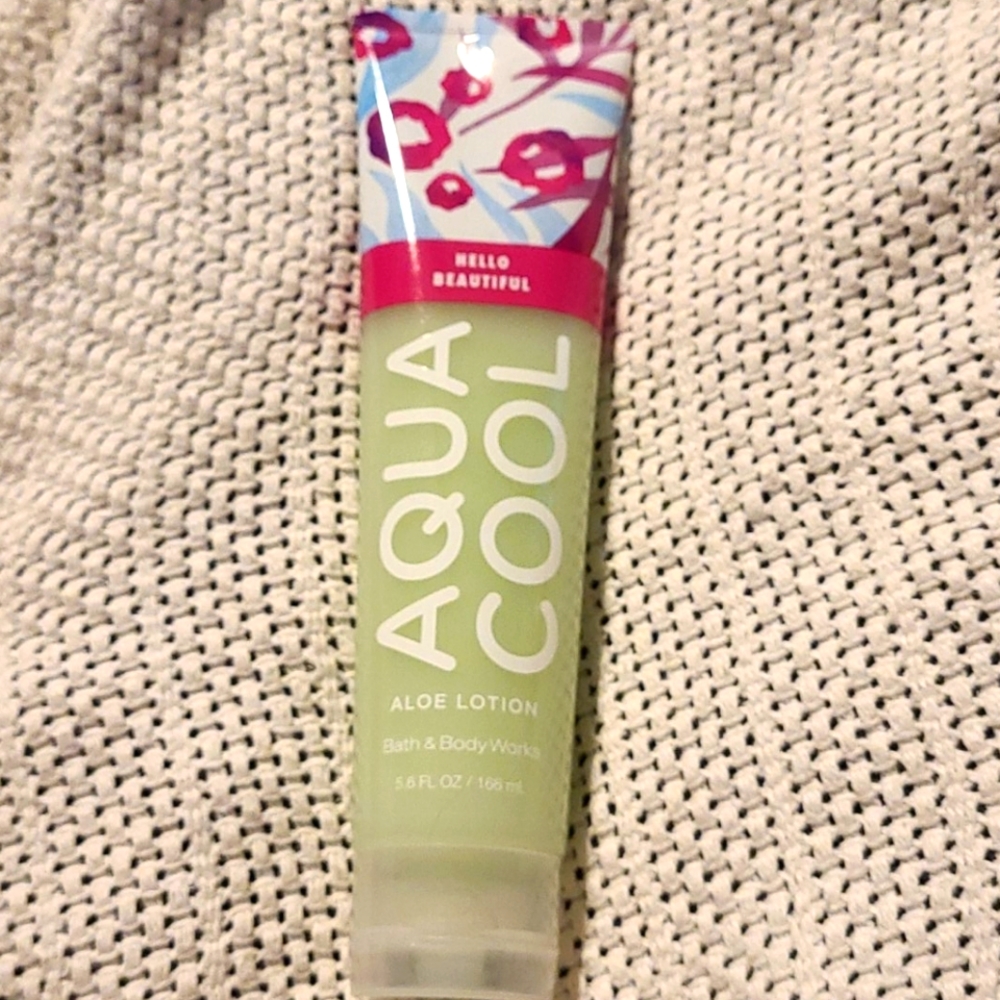 HELLO
BEAUTIFUL
AQUA
COOL
ALOE LOTION
Bath & Body Works
5.6 FL OZ / 166 mL